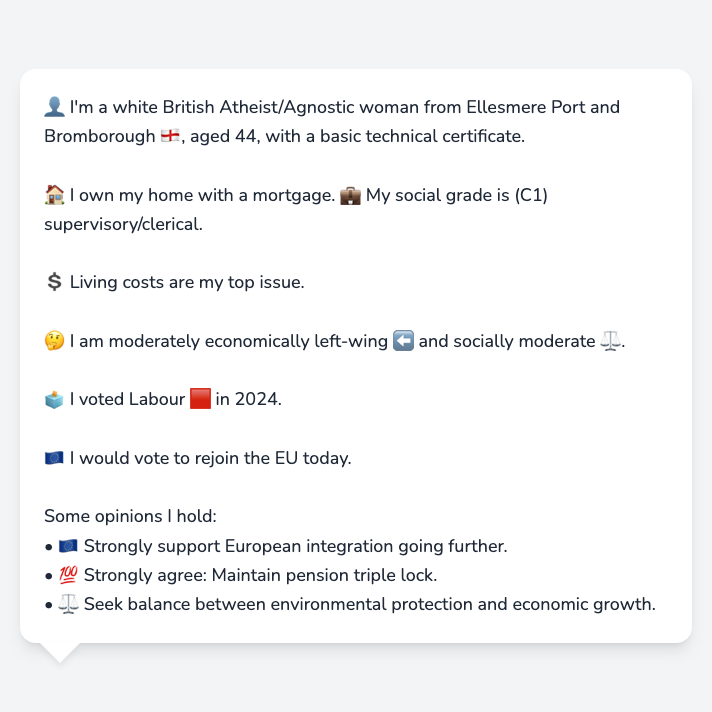 👤 I'm a white British Atheist/Agnostic woman from Ellesmere Port and
Bromborough 🏴󠁧󠁢󠁥󠁮󠁧󠁿, aged 44, with a basic technical certificate.
🏠 I own my home with a mortgage. 💼 My social grade is (C1)
supervisory/clerical.
💲 Living costs are my top issue.
🤔 I am moderately economically left-wing ⬅️ and socially moderate ⚖️.
🗳️ I voted Labour 🟥 in 2024.
🇪🇺 I would vote to rejoin the EU today.
Some opinions I hold:
• 🇪🇺 Strongly support European integration going further.
• 💯 Strongly agree: Maintain pension triple lock.
• ⚖️ Seek balance between environmental protection and economic growth.